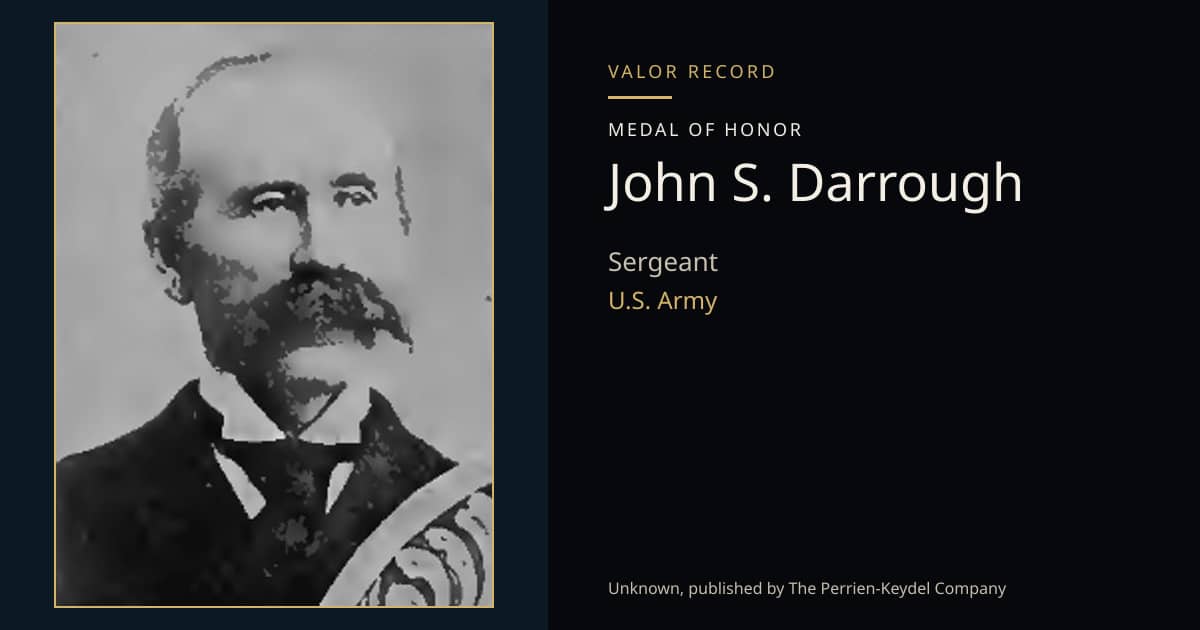 VALOR RECORD
MEDAL OF HONOR
John S. Darrough
Sergeant
U.S. Army
Unknown, published by The Perrien-Keydel Company